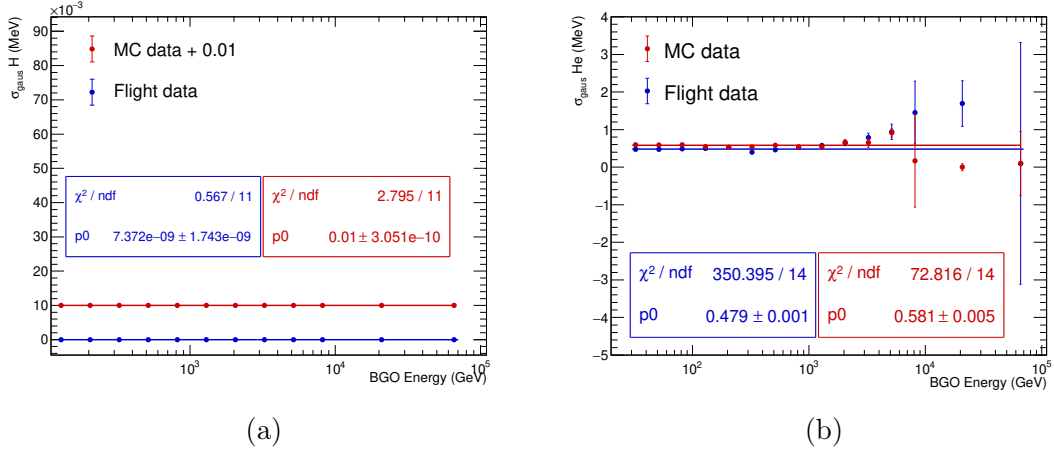 ×10⁻³
σgaus H (MeV)
90
80
70
60
50
40
30
20
10
0
MC data + 0.01
Flight data
χ² / ndf 0.567 / 11
p0 7.372e−09 ± 1.743e−09
χ² / ndf 2.795 / 11
p0 0.01 ± 3.051e−10
10³ 10⁴ 10⁵
BGO Energy (GeV)
(a)
σgaus He (MeV)
4
3
2
1
0
−1
−2
−3
−4
−5
MC data
Flight data
χ² / ndf 350.395 / 14
p0 0.479 ± 0.001
χ² / ndf 72.816 / 14
p0 0.581 ± 0.005
10² 10³ 10⁴ 10⁵
BGO Energy (GeV)
(b)